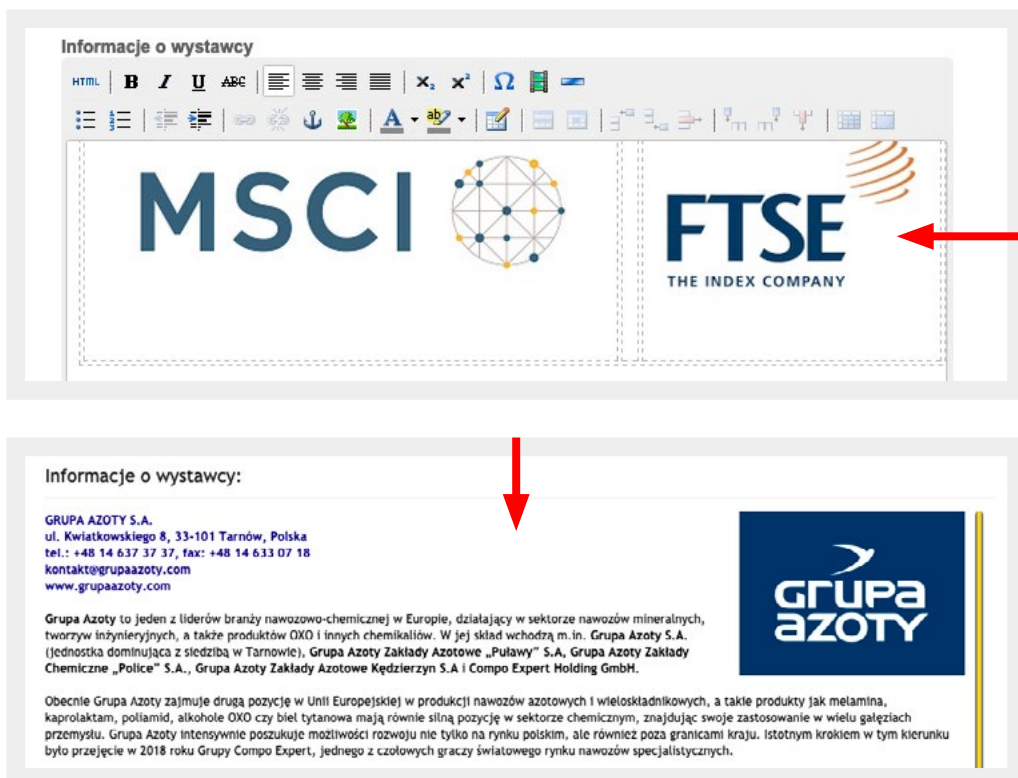 Informacje o wystawcy
HTML B I U ABC X₂ X² Ω
A ab
MSCI
FTSE
THE INDEX COMPANY
Informacje o wystawcy:
GRUPA AZOTY S.A.
ul. Kwiatkowskiego 8, 33-101 Tarnów, Polska
tel.: +48 14 637 37 37, fax: +48 14 633 07 18
kontakt@grupaazoty.com
www.grupaazoty.com
GRUPA
AZOTY
Grupa Azoty to jeden z liderów branży nawozowo-chemicznej w Europie, działający w sektorze nawozów mineralnych,
tworzyw inżynieryjnych, a także produktów OXO i innych chemikaliów. W jej skład wchodzą m.in. Grupa Azoty S.A.
(jednostka dominująca z siedzibą w Tarnowie), Grupa Azoty Zakłady Azotowe „Puławy” S.A, Grupa Azoty Zakłady
Chemiczne „Police” S.A., Grupa Azoty Zakłady Azotowe Kędzierzyn S.A i Compo Expert Holding GmbH.
Obecnie Grupa Azoty zajmuje drugą pozycję w Unii Europejskiej w produkcji nawozów azotowych i wieloskładnikowych, a takie produkty jak melamina,
kaprolaktam, poliamid, alkohole OXO czy biel tytanowa mają równie silną pozycję w sektorze chemicznym, znajdując swoje zastosowanie w wielu gałęziach
przemysłu. Grupa Azoty intensywnie poszukuje możliwości rozwoju nie tylko na rynku polskim, ale również poza granicami kraju. Istotnym krokiem w tym kierunku
było przejęcie w 2018 roku Grupy Compo Expert, jednego z czołowych graczy światowego rynku nawozów specjalistycznych.